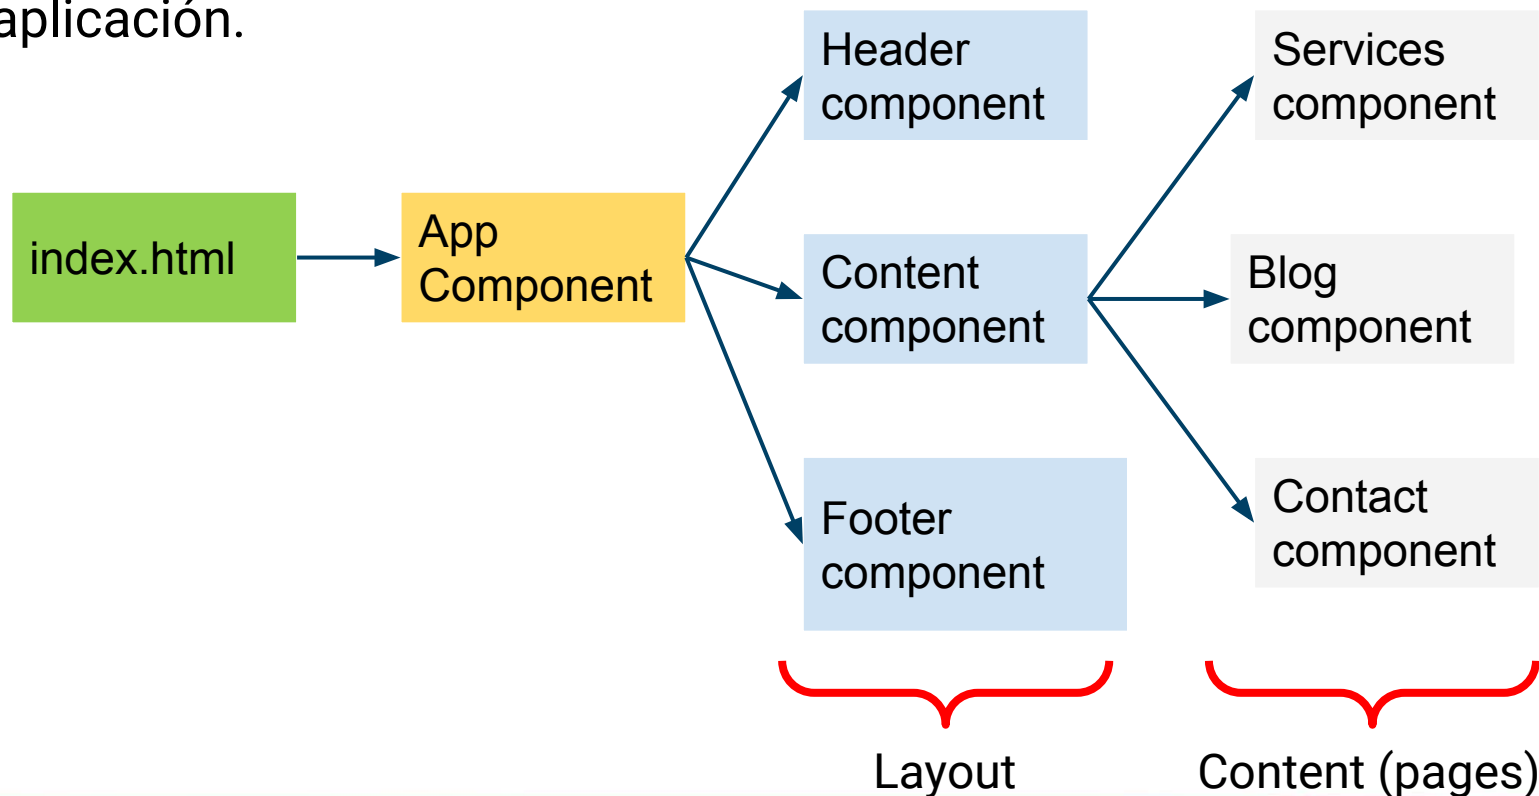 aplicación.
index.html
App
Component
Header
component
Content
component
Footer
component
Services
component
Blog
component
Contact
component
Layout
Content (pages)